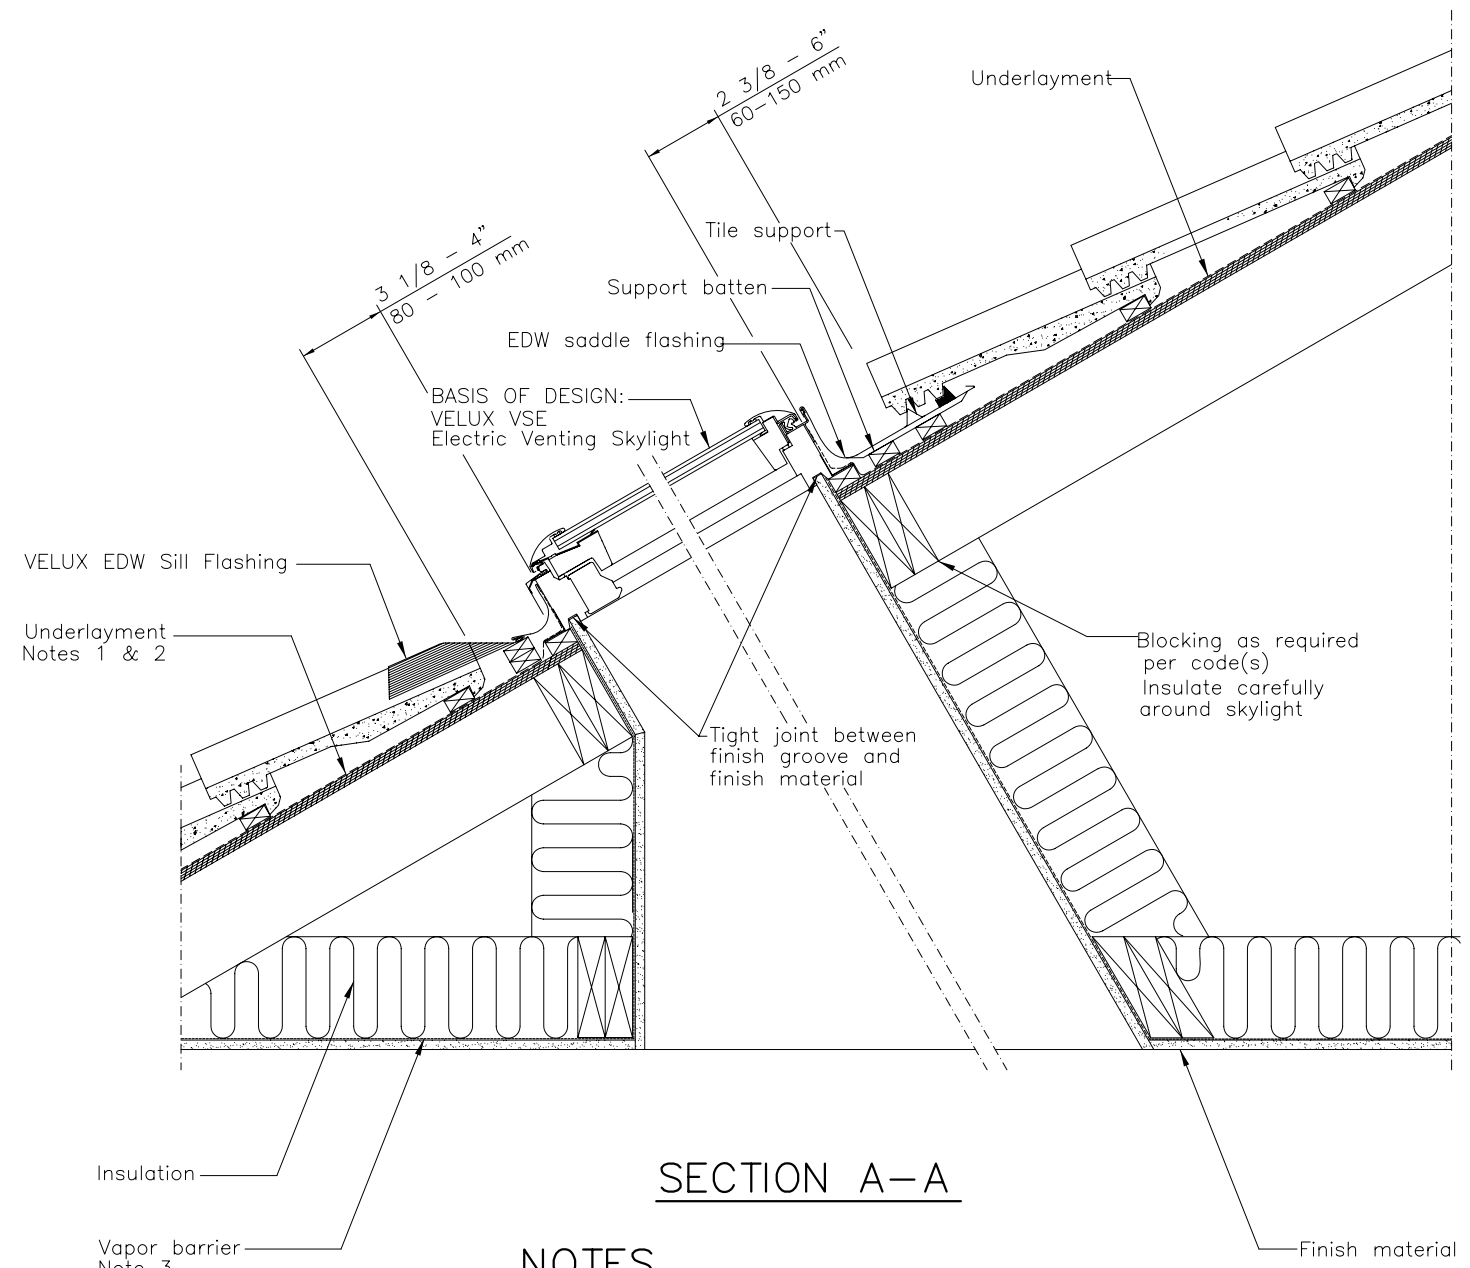 2 3/8 - 6"
60-150 mm
Underlayment
3 1/8 - 4"
80 - 100 mm
Tile support
Support batten
EDW saddle flashing
BASIS OF DESIGN:
VELUX VSE
Electric Venting Skylight
VELUX EDW Sill Flashing
Underlayment
Notes 1 & 2
Blocking as required
per code(s)
Insulate carefully
around skylight
Tight joint between
finish groove and
finish material
Insulation
SECTION A-A
Vapor barrier
Note 3
NOTES
Finish material